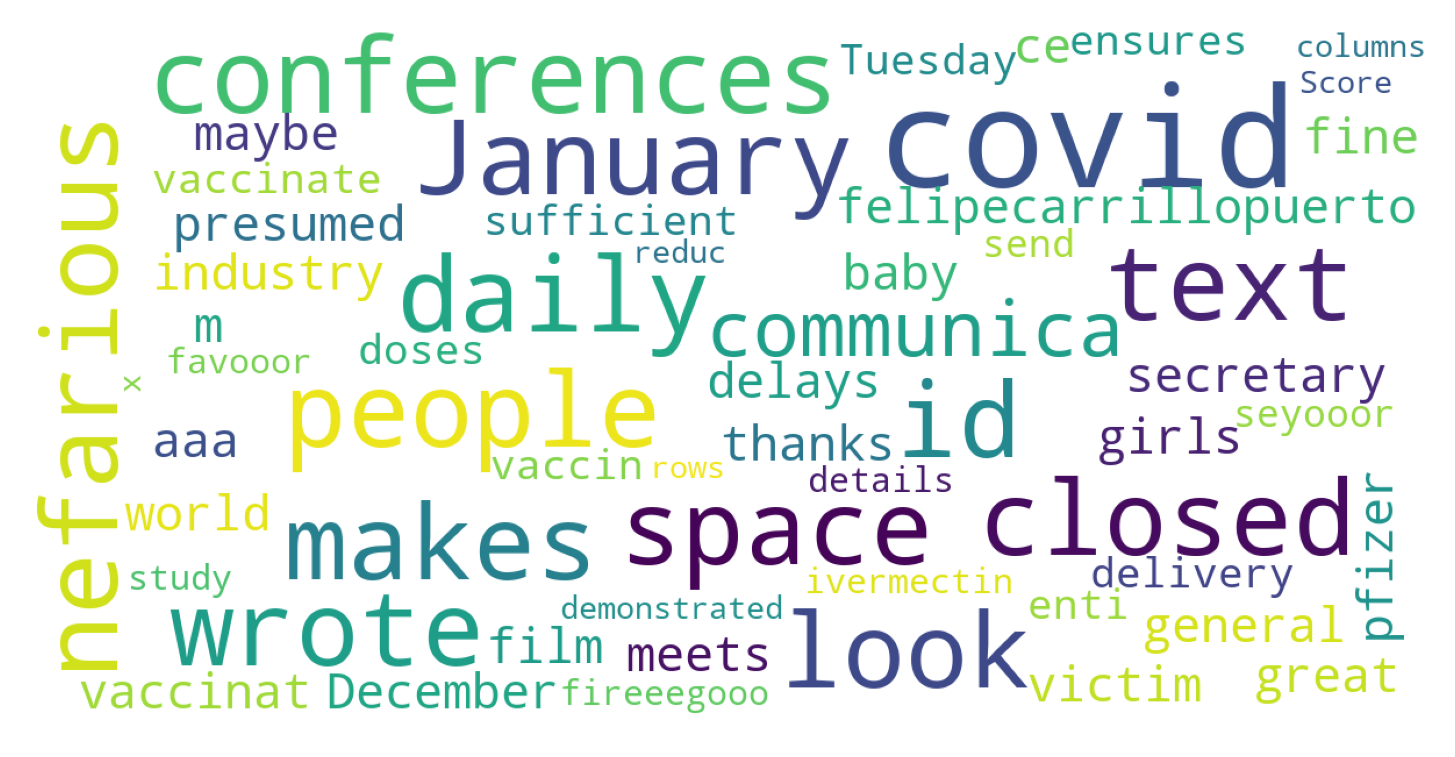 conferences
Tuesday
ce
ensures
columns
Score
covid
maybe
January
fine
nefarious
vaccinate
presumed
sufficient
felipecarrillopuerto
reduc
send
industry
daily
baby
text
m
communica
favooor
doses
x
people
delays
id
secretary
seyooor
aaa
thanks
girls
vaccin
rows
details
world
makes
space
closed
pfizer
study
ivermectin
delivery
wrote
demonstrated
look
enti
general
film
meets
vaccinat
December
fireeegooo
victim
great